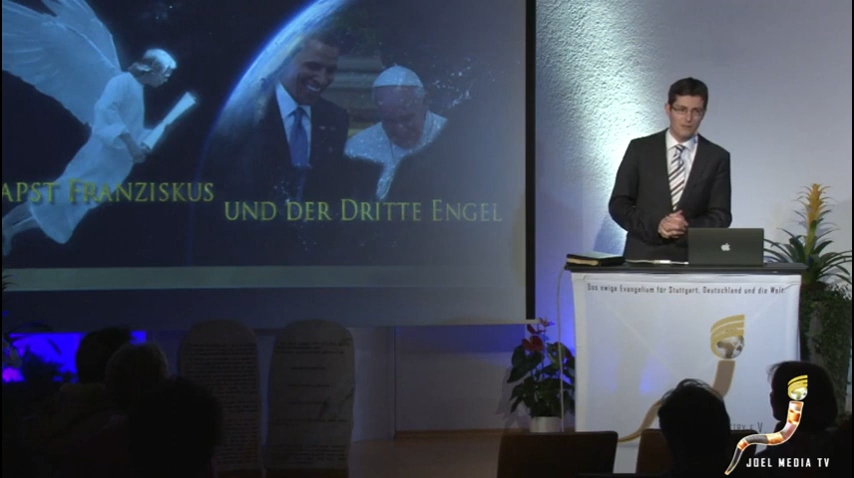 APST FRANZISKUS
UND DER DRITTE ENGEL
Das ewige Evangelium für Stuttgart, Deutschland und die Welt
e.V.
JOEL MEDIA TV